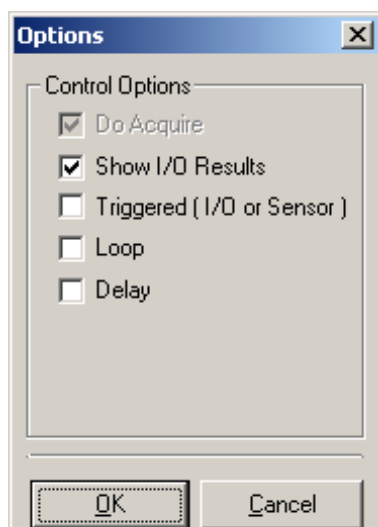 Options
Control Options
Do Acquire
Show I/O Results
Triggered ( I/O or Sensor )
Loop
Delay
OK
Cancel